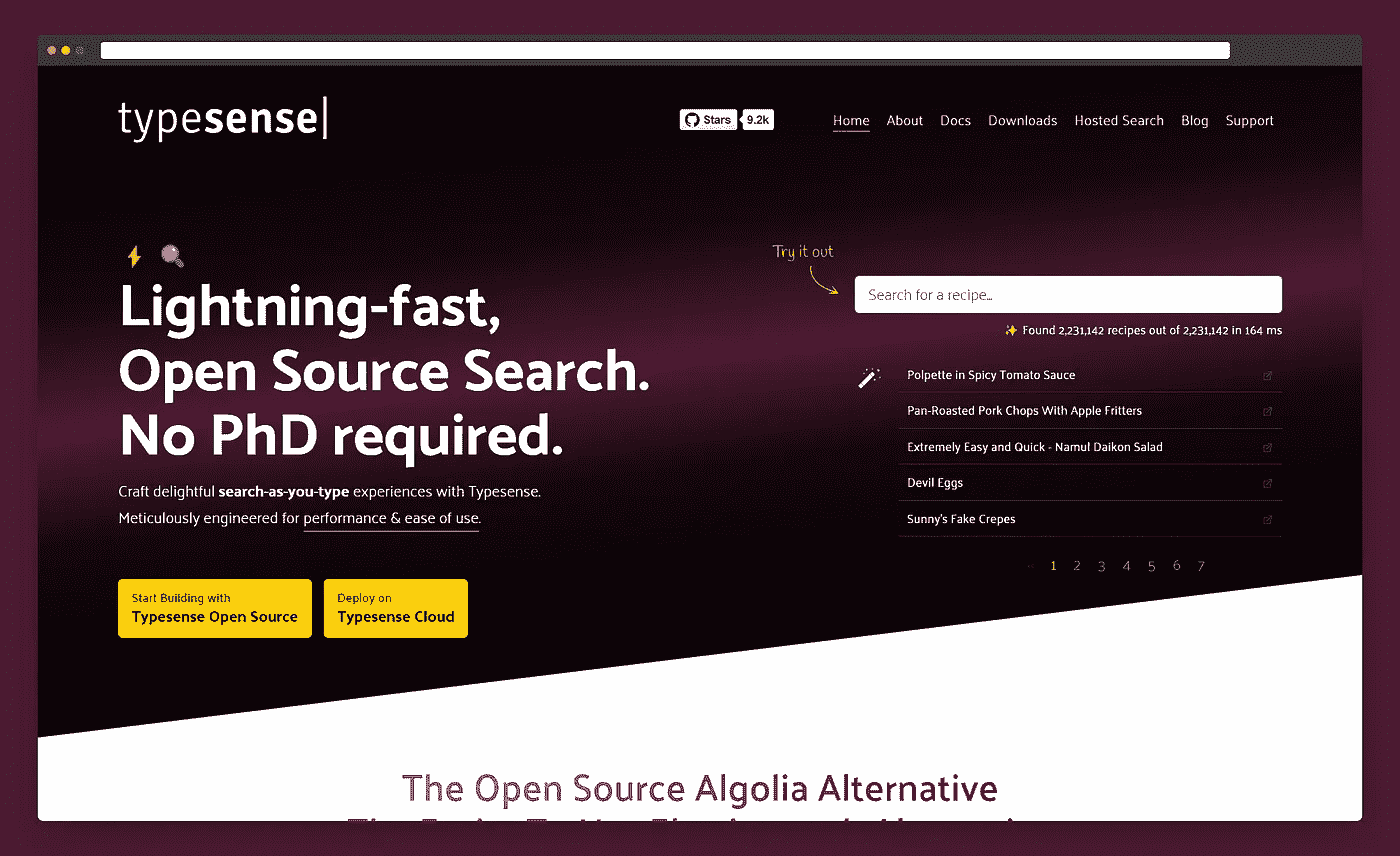 typesense|
Stars 9.2k
Home About Docs Downloads Hosted Search Blog Support
Lightning-fast,
Open Source Search.
No PhD required.
Craft delightful search-as-you-type experiences with Typesense.
Meticulously engineered for performance & ease of use.
Start Building with
Typesense Open Source
Deploy on
Typesense Cloud
Try it out
Search for a recipe...
✨ Found 2,231,142 recipes out of 2,231,142 in 164 ms
Polpette in Spicy Tomato Sauce
Pan-Roasted Pork Chops With Apple Fritters
Extremely Easy and Quick - Namul Daikon Salad
Devil Eggs
Sunny's Fake Crepes
« 1 2 3 4 5 6 7
The Open Source Algolia Alternative